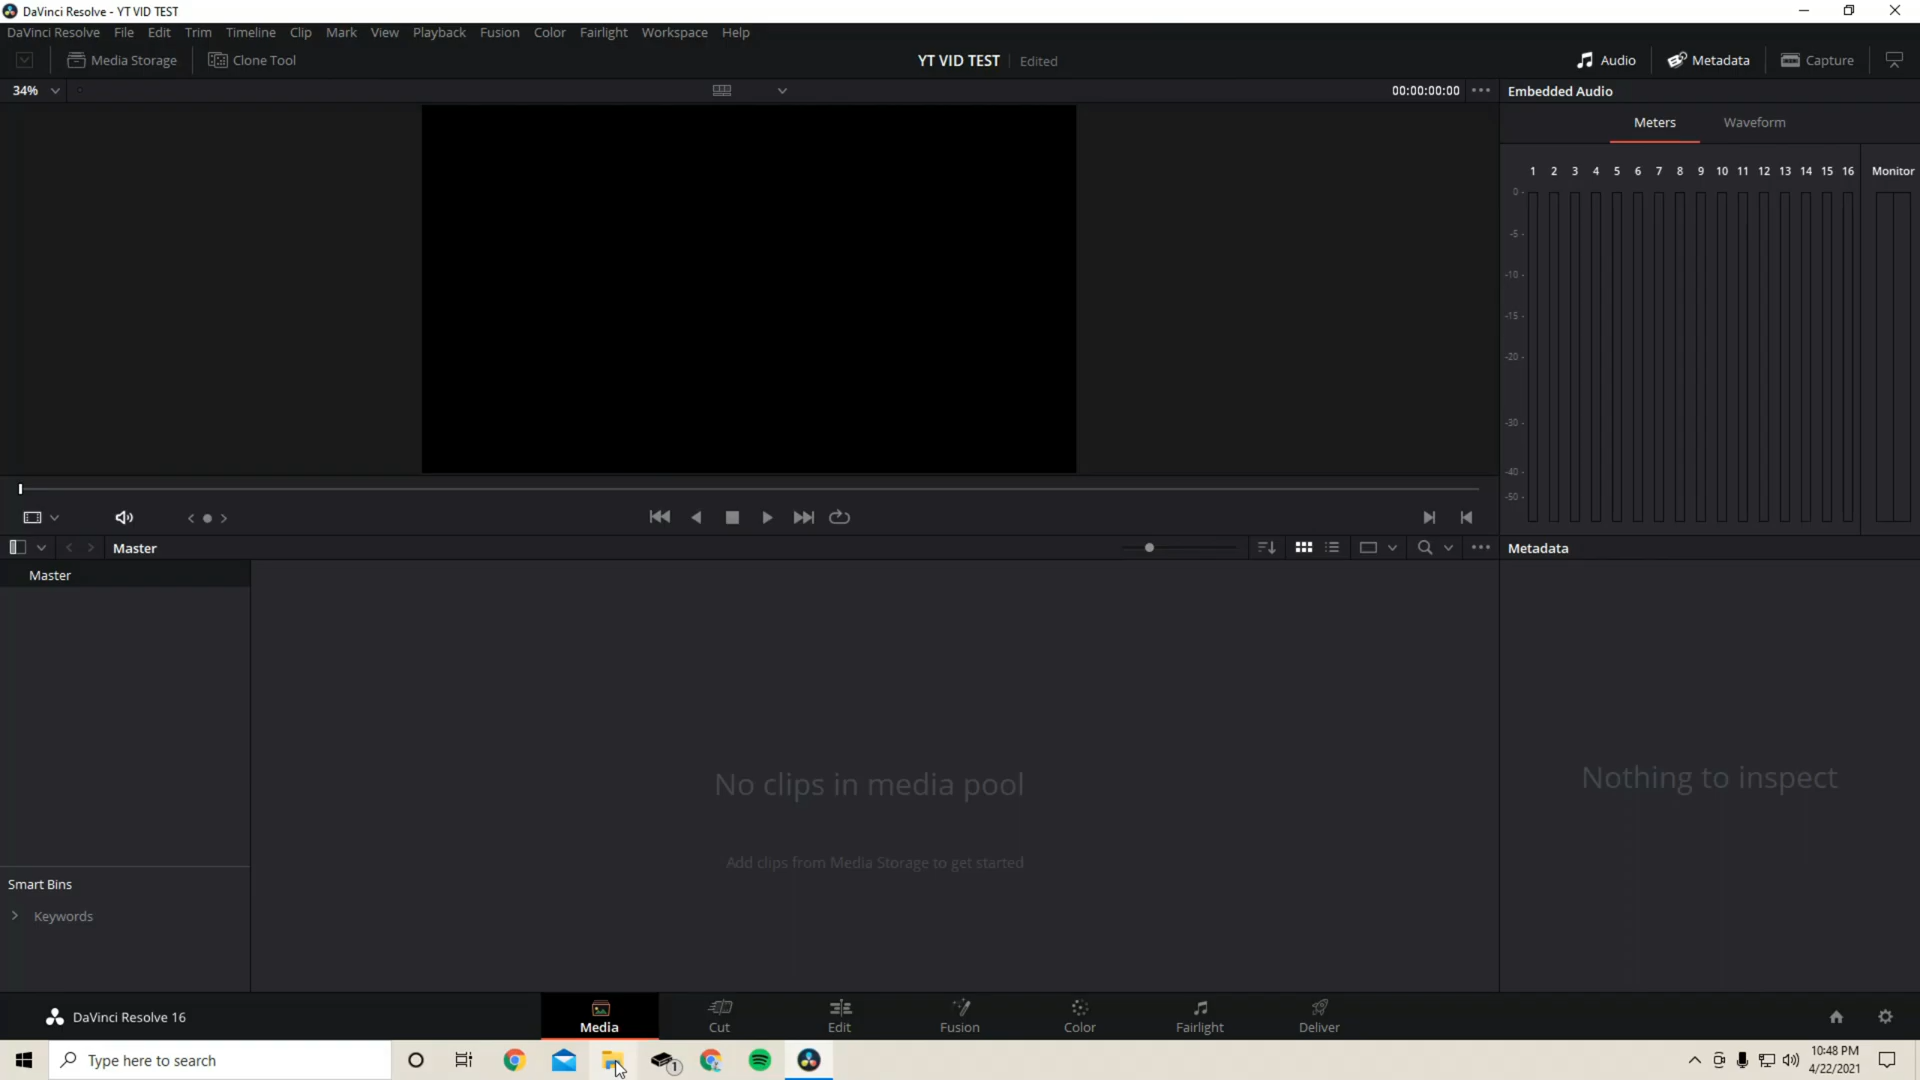 DaVinci Resolve - YT VID TEST
DaVinci Resolve File Edit Trim Timeline Clip Mark View Playback Fusion Color Fairlight Workspace Help
Media Storage Clone Tool YT VID TEST Edited Audio Metadata Capture
34% 00:00:00:00 Embedded Audio
Meters Waveform
1 2 3 4 5 6 7 8 9 10 11 12 13 14 15 16 Monitor
0 -
-5 -
-10 -
-15 -
-20 -
-30 -
-40 -
-50 -
Master Metadata
Master
No clips in media pool
Nothing to inspect
Add clips from Media Storage to get started
Smart Bins
Keywords
DaVinci Resolve 16 Media Cut Edit Fusion Color Fairlight Deliver
Type here to search 1 10:48 PM
4/22/2021